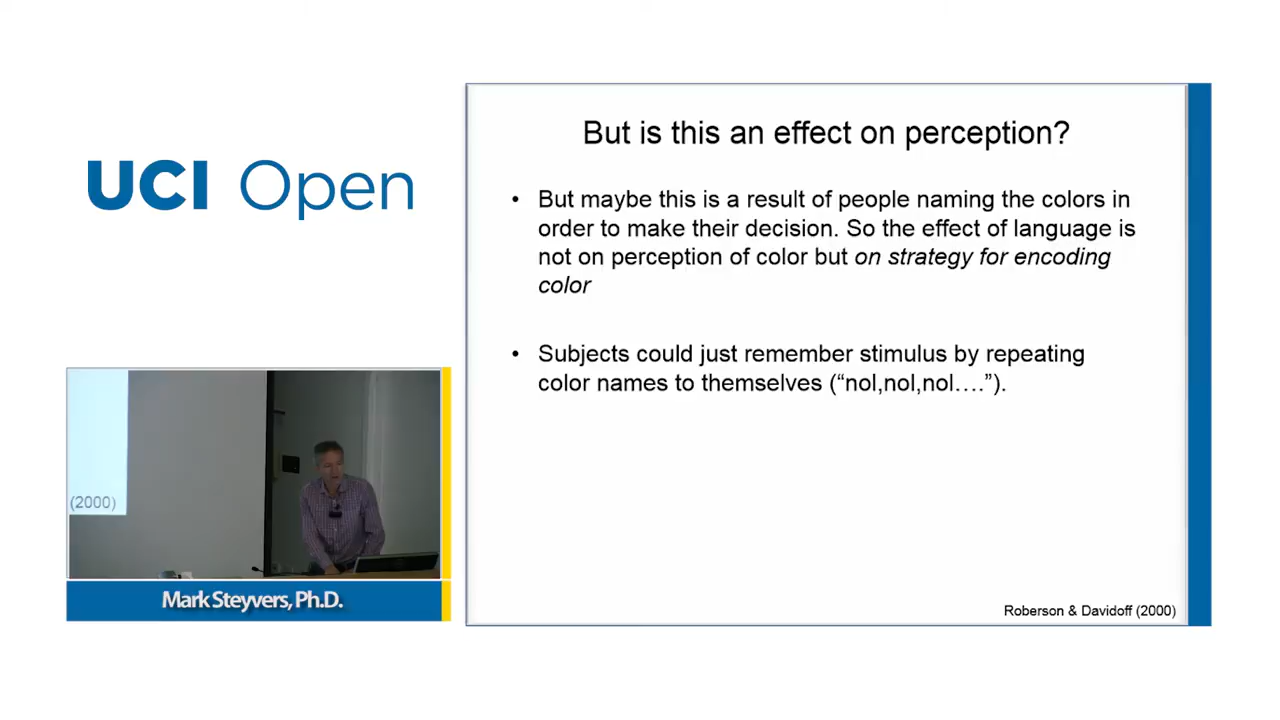 UCI Open
But is this an effect on perception?
• But maybe this is a result of people naming the colors in
order to make their decision. So the effect of language is
not on perception of color but on strategy for encoding
color
• Subjects could just remember stimulus by repeating
color names to themselves (“nol,nol,nol….”).
Roberson & Davidoff (2000)
(2000)
Mark Steyvers, Ph.D.